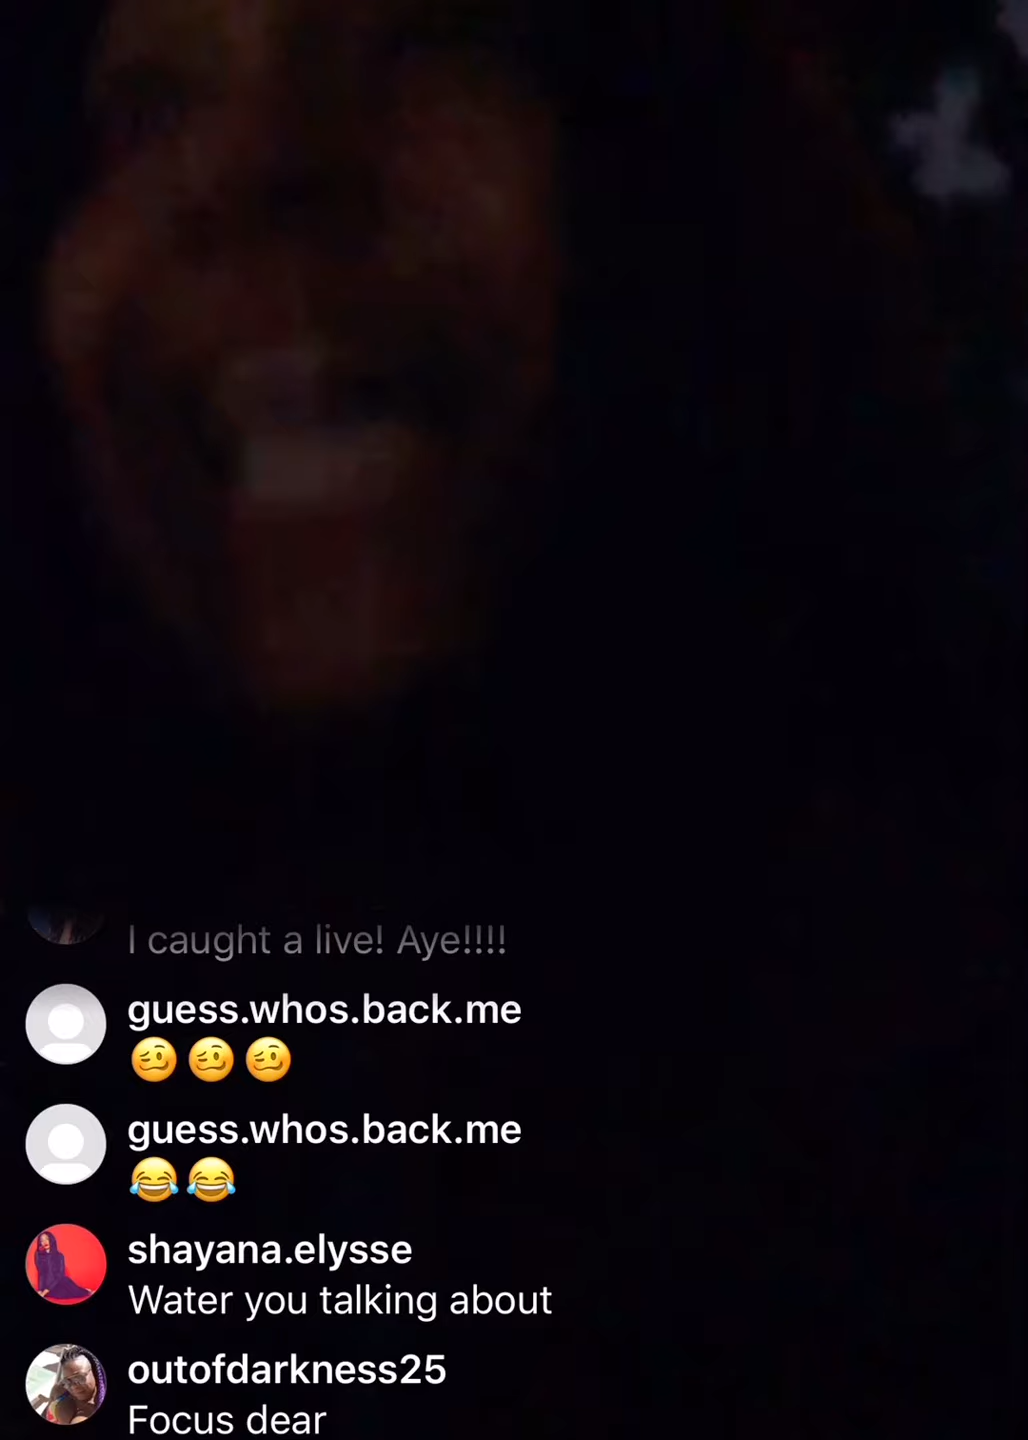 I caught a live! Aye!!!!
guess.whos.back.me
🥴🥴🥴
guess.whos.back.me
😂😂
shayana.elysse
Water you talking about
outofdarkness25
Focus dear